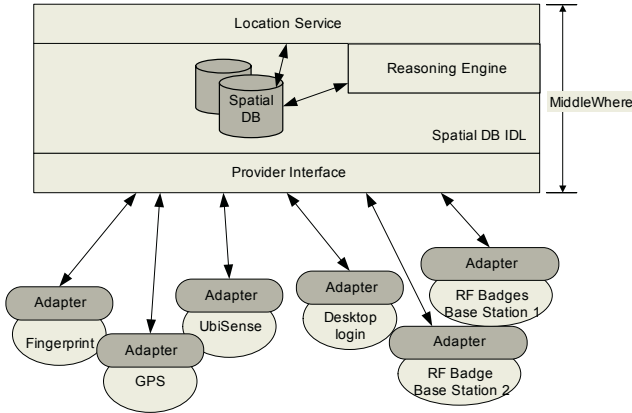 Location Service
Reasoning Engine
MiddleWhere
Spatial
DB
Spatial DB IDL
Provider Interface
Adapter
Fingerprint
Adapter
GPS
Adapter
UbiSense
Adapter
Desktop
login
Adapter
RF Badges
Base Station 1
Adapter
RF Badge
Base Station 2